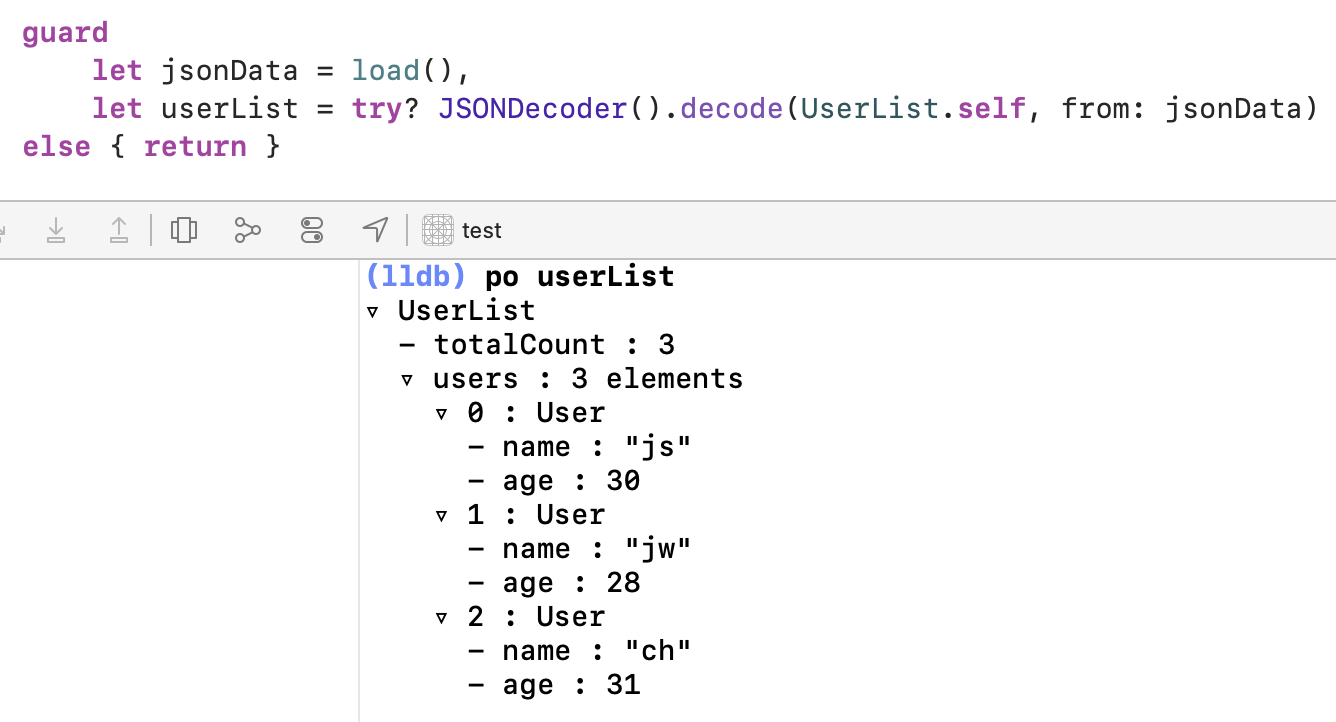 guard
    let jsonData = load(),
    let userList = try? JSONDecoder().decode(UserList.self, from: jsonData)
else { return }
test
(lldb) po userList
▿ UserList
  - totalCount : 3
  ▿ users : 3 elements
    ▿ 0 : User
      - name : "js"
      - age : 30
    ▿ 1 : User
      - name : "jw"
      - age : 28
    ▿ 2 : User
      - name : "ch"
      - age : 31